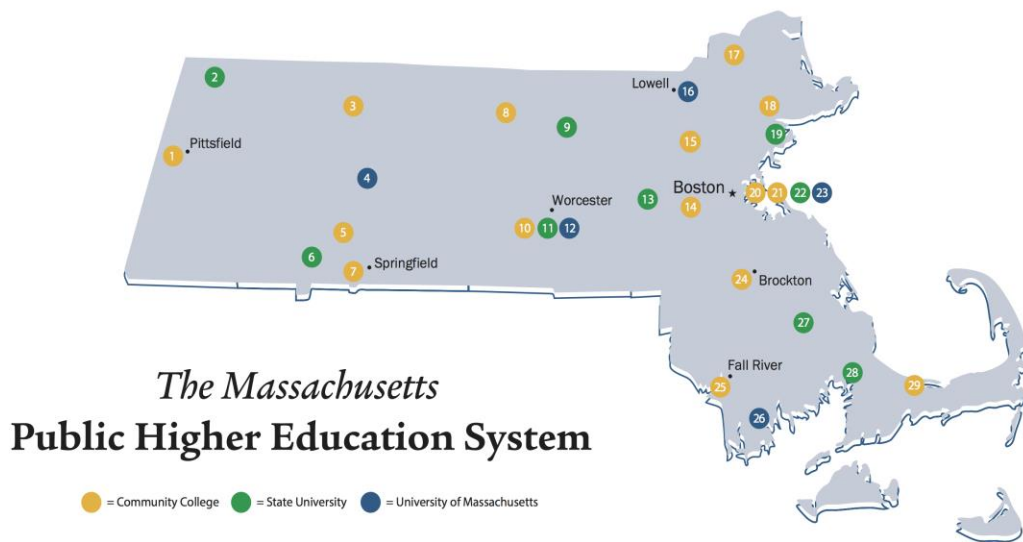 17
Lowell
16
2
3
18
8
9
19
15
Pittsfield
1
4
Boston
20
21
22
23
13
14
Worcester
10
11
12
5
6
Springfield
7
24
Brockton
27
Fall River
25
28
29
26
The Massachusetts
Public Higher Education System
= Community College = State University = University of Massachusetts